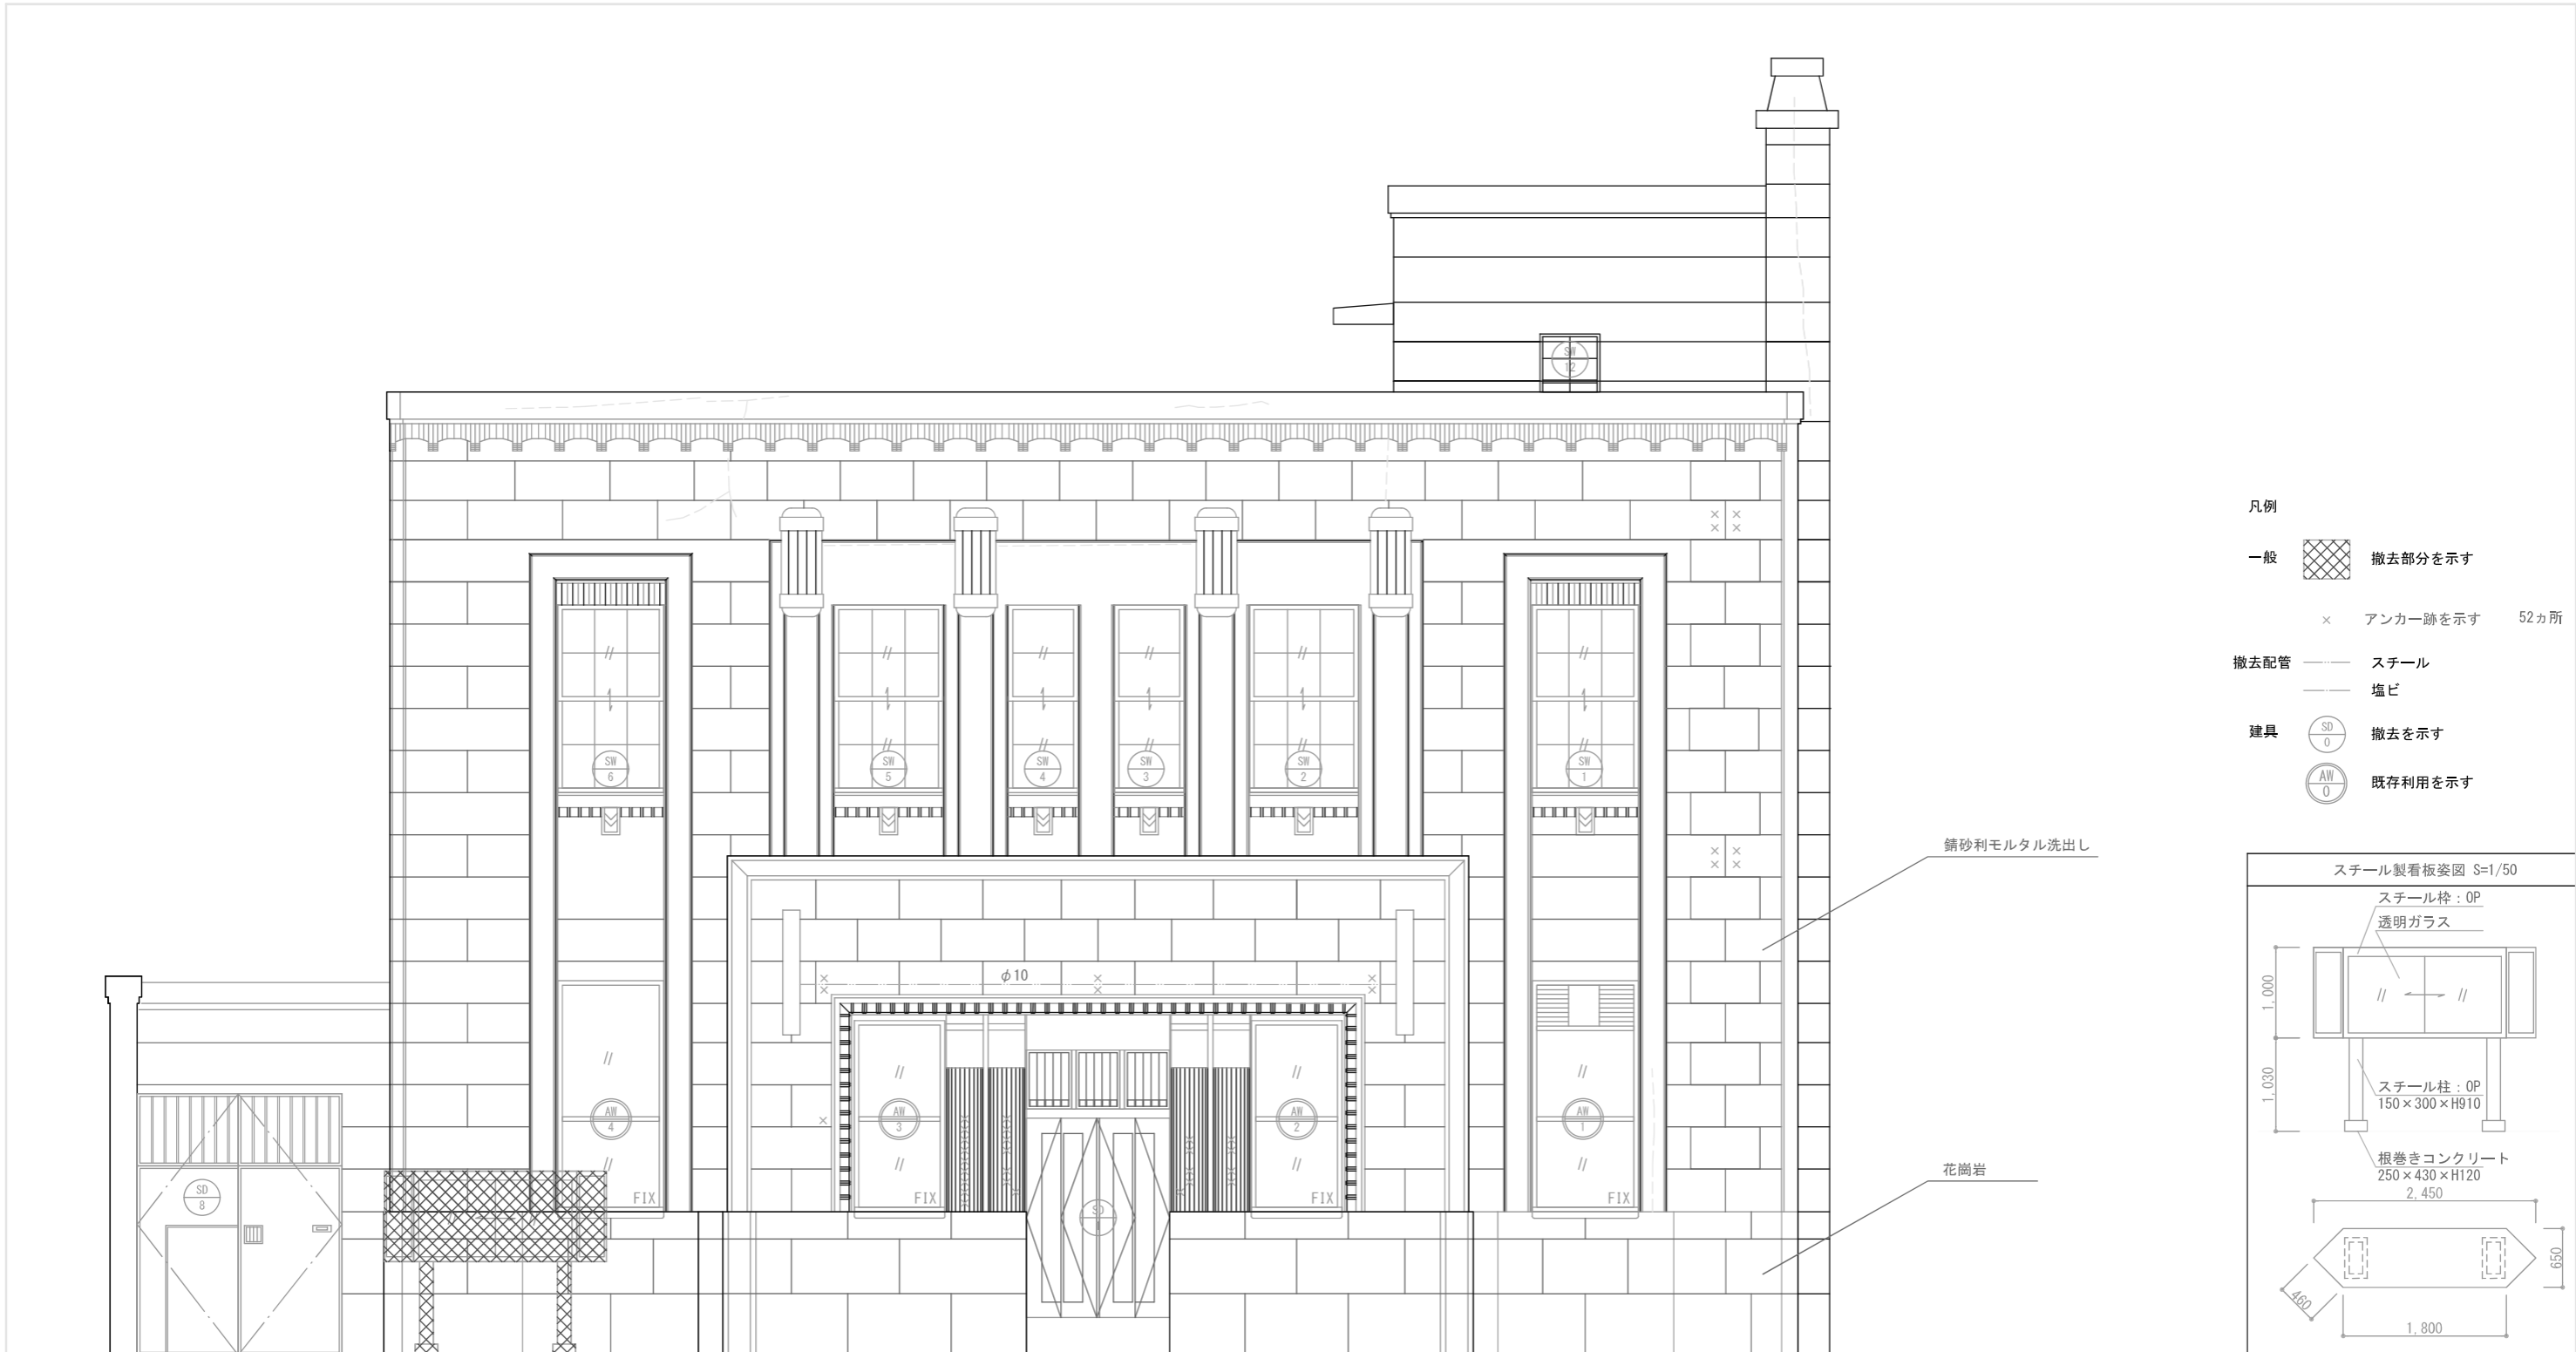 SW
12
凡例
一般
撤去部分を示す
×
アンカー跡を示す 52ヵ所
撤去配管
スチール
塩ビ
建具
SD
0
撤去を示す
AW
0
既存利用を示す
SW
6
SW
5
SW
4
SW
3
SW
2
SW
1
錆砂利モルタル洗出し
花崗岩
φ10
AW
4
AW
3
AW
2
AW
1
SD
8
SD
1
FIX
FIX
FIX
FIX
スチール製看板姿図 S=1/50
スチール枠：OP
透明ガラス
1,000
1,030
スチール柱：OP
150×300×H910
根巻きコンクリート
250×430×H120
2,450
650
460
1,800